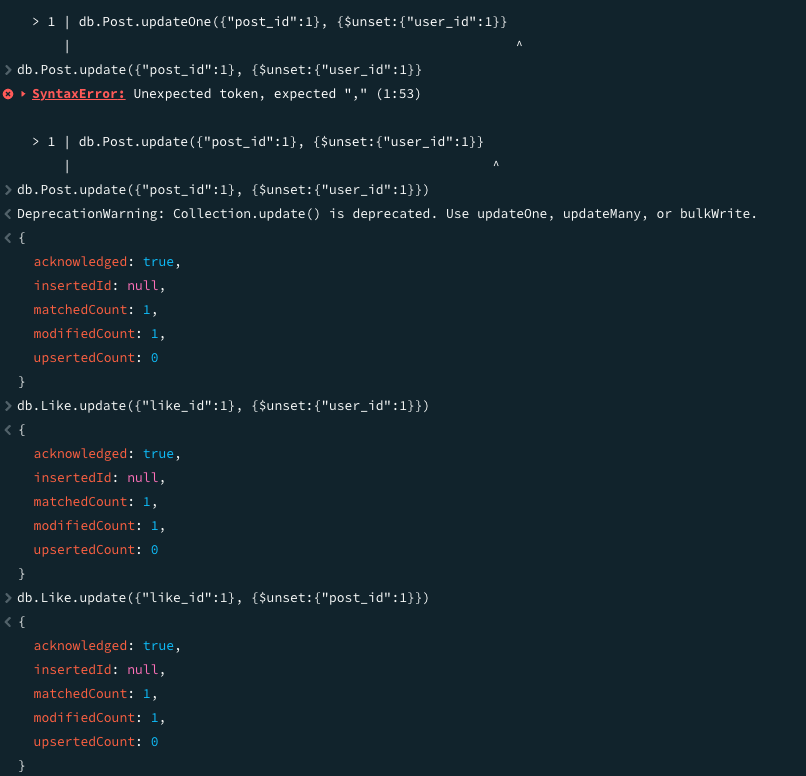 > 1 | db.Post.updateOne({"post_id":1}, {$unset:{"user_id":1}}
| ^
> db.Post.update({"post_id":1}, {$unset:{"user_id":1}}
SyntaxError: Unexpected token, expected "," (1:53)
> 1 | db.Post.update({"post_id":1}, {$unset:{"user_id":1}}
| ^
> db.Post.update({"post_id":1}, {$unset:{"user_id":1}})
< DeprecationWarning: Collection.update() is deprecated. Use updateOne, updateMany, or bulkWrite.
< {
acknowledged: true,
insertedId: null,
matchedCount: 1,
modifiedCount: 1,
upsertedCount: 0
}
> db.Like.update({"like_id":1}, {$unset:{"user_id":1}})
< {
acknowledged: true,
insertedId: null,
matchedCount: 1,
modifiedCount: 1,
upsertedCount: 0
}
> db.Like.update({"like_id":1}, {$unset:{"post_id":1}})
< {
acknowledged: true,
insertedId: null,
matchedCount: 1,
modifiedCount: 1,
upsertedCount: 0
}